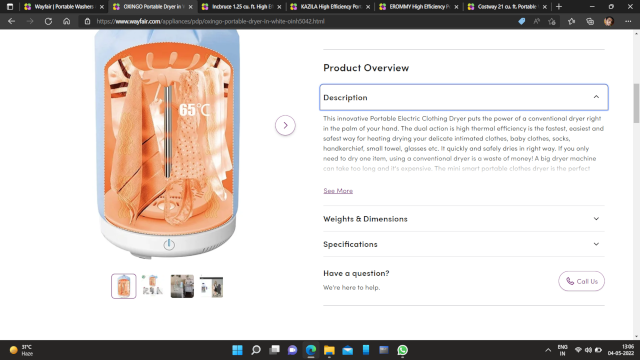 Wayfair | Portable Washers
OXINGO Portable Dryer in W
Indnruce 1.25 cu. ft. High Ef
KAZILA High Efficiency Port
EROMMY High Efficiency Po
Costway 21 cu. ft. Portable
https://www.wayfair.com/appliances/pdp/oxingo-portable-dryer-in-white-oinh5042.html
65°C
Product Overview
Description
This innovative Portable Electric Clothing Dryer puts the power of a conventional dryer right
in the palm of your hand. The dual action is high thermal efficiency is the fastest, easiest and
safest way for heating drying your delicate intimated clothes, baby clothes, socks,
handkerchief, small towel, glasses etc. It quickly and safely dries in right way. If you only
need to dry one item, using a conventional dryer is a waste of money! A big dryer machine
can take too long and it's expensive. The mini smart portable clothes dryer is the perfect
See More
Weights & Dimensions
Specifications
Have a question?
We're here to help.
Call Us
31°C
Haze
ENG
IN
13:05
04-05-2022